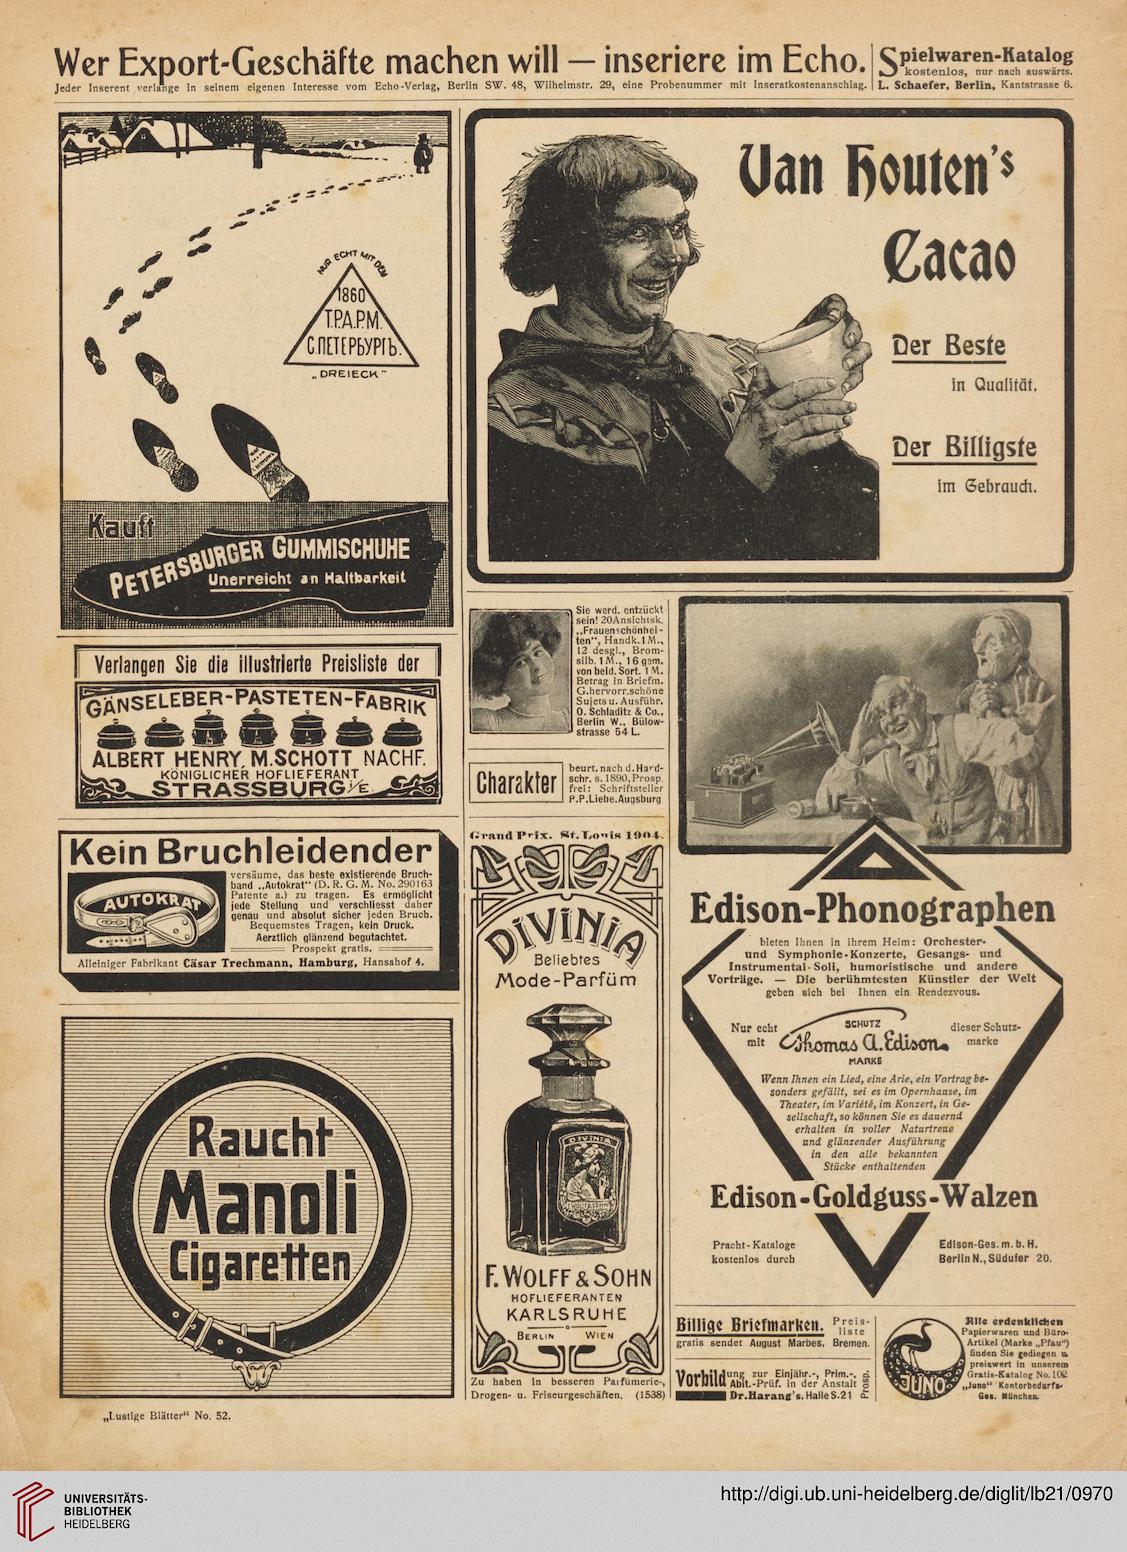 Wer Export-Geschäfte machen will — inseriere im Echo.
Jeder Inserent verlange in seinem eigenen Interesse vom Echo-Verlag, Berlin SW. 48, Wilhelmstr. 29, eine Probenummer mit Inseratkostenanschlag.
Spielwaren-Katalog
kostenlos, nur nach auswärts.
L. Schaefer, Berlin, Kantstrasse 6.
NUR ECHT MIT DEM
1860
T.P.A.P.M.
С.ПЕТЕРБУРГЬ.
„DREIECK"
Kauft
PETERSBURGER GUMMISCHUHE
Unerreicht an Haltbarkeit
Van Houten's
Cacao
Der Beste
in Qualität.
Der Billigste
im Gebrauch.
Verlangen Sie die illustrierte Preisliste der
GÄNSELEBER-PASTETEN-FABRIK
ALBERT HENRY, M.SCHOTT NACHF.
KÖNIGLICHER HOFLIEFERANT
STRASSBURG i/E.
Kein Bruchleidender
AUTOKRAT
versäume, das beste existierende Bruch-
band „Autokrat" (D. R. G. M. No. 290163
Patente a.) zu tragen. Es ermöglicht
jede Stellung und verschliesst daher
genau und absolut sicher jeden Bruch.
Bequemstes Tragen, kein Druck.
Aerztlich glänzend begutachtet.
Prospekt gratis.
Alleiniger Fabrikant Cäsar Trechmann, Hamburg, Hansahof 4.
Raucht
Manoli
Cigaretten
Sie werd. entzückt
sein! 20 Ansichtsk.
„Frauenschönhei-
ten", Handk. 1 M.,
12 desgl., Brom-
silb. 1 M., 16 gem.
von beid. Sort. 1 M.
Betrag in Briefm.
G. hervorr. schöne
Sujets u. Ausführ.
O. Schladitz & Co.,
Berlin W., Bülow-
strasse 54 L.
Charakter
beurt. nach d. Hand-
schr. s. 1890, Prosp.
frei: Schriftsteller
P.P. Liebe, Augsburg
Grand Prix. St. Louis 1904.
DIVINIA
Beliebtes
Mode-Parfüm
DIVINIA
F. WOLFF & SOHN
HOFLIEFERANTEN
KARLSRUHE
BERLIN WIEN
Zu haben in besseren Parfümerie-,
Drogen- u. Friseurgeschäften. (1538)
Edison-Phonographen
bieten Ihnen in ihrem Heim: Orchester-
und Symphonie-Konzerte, Gesangs- und
Instrumental-Soli, humoristische und andere
Vorträge. — Die berühmtesten Künstler der Welt
geben sich bei Ihnen ein Rendezvous.
Nur echt mit
SCHUTZ
Thomas A. Edison.
MARKE
dieser Schutz-
marke
Wenn Ihnen ein Lied, eine Arie, ein Vortrag be-
sonders gefällt, sei es im Opernhause, im
Theater, im Variété, im Konzert, in Ge-
sellschaft, so können Sie es dauernd
erhalten in voller Naturtreue
und glänzender Ausführung
in den alle bekannten
Stücke enthaltenden
Edison-Goldguss-Walzen
Pracht-Kataloge
kostenlos durch
Edison-Ges. m. b. H.
Berlin N., Südufer 20.
Billige Briefmarken. Preis-
liste
gratis sendet August Marbes, Bremen.
Vorbildung zur Einjähr.-, Prim.-,
Abit.-Prüf. in der Anstalt
Dr. Harang's, Halle S. 21
Prosp.
JUNO
Alle erdenklichen
Papierwaren und Büro-
Artikel (Marke „Pfau")
finden Sie gediegen u.
preiswert in unserem
Gratis-Katalog No. 102
„Juno" Kontorbedarfs-
Ges. München.
„Lustige Blätter" No. 52.
UNIVERSITÄTS-
BIBLIOTHEK
HEIDELBERG
http://digi.ub.uni-heidelberg.de/diglit/lb21/0970